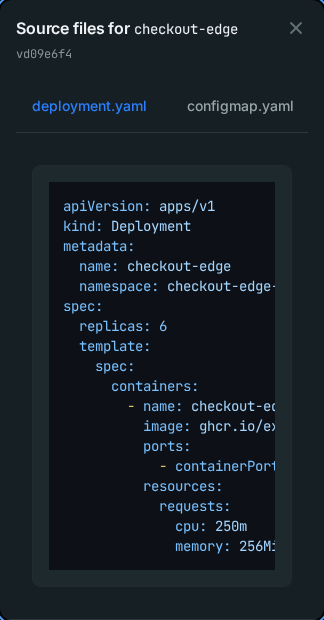 Source files for checkout-edge
vd09e6f4
deployment.yaml configmap.yaml
apiVersion: apps/v1
kind: Deployment
metadata:
  name: checkout-edge
  namespace: checkout-edge-
spec:
  replicas: 6
  template:
    spec:
      containers:
        - name: checkout-ed
          image: ghcr.io/ex
          ports:
            - containerPort
          resources:
            requests:
              cpu: 250m
              memory: 256Mi